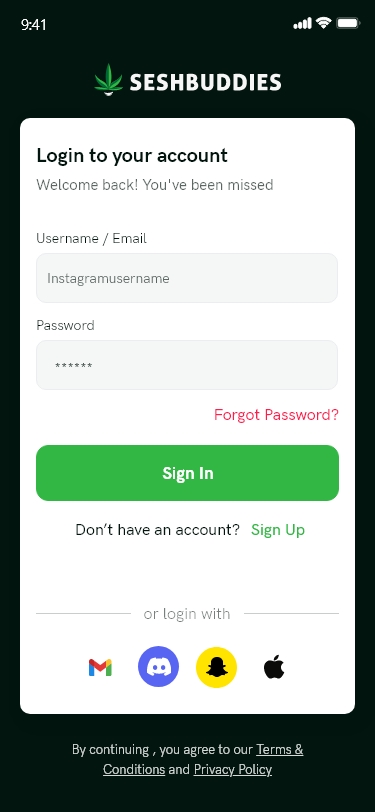 9:41
SESHBUDDIES
Login to your account
Welcome back! You've been missed
Username / Email
Instagramusername
Password
******
Forgot Password?
Sign In
Don’t have an account? Sign Up
or login with
By continuing , you agree to our Terms &
Conditions and Privacy Policy